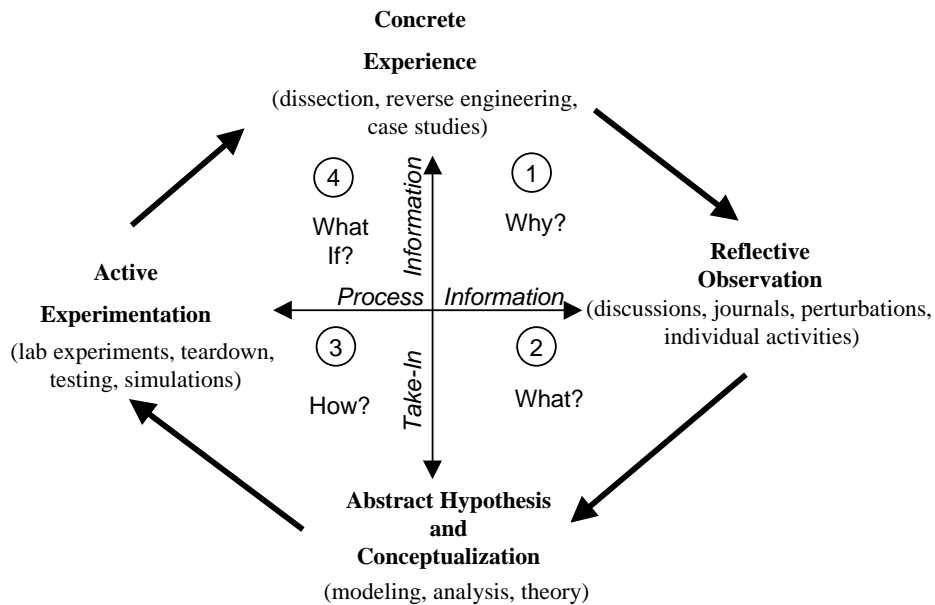 Concrete
Experience
(dissection, reverse engineering,
case studies)
4
1
What
If?
Why?
Information
Reflective
Observation
(discussions, journals, perturbations,
individual activities)
Active
Experimentation
(lab experiments, teardown,
testing, simulations)
Process Information
3
2
How?
What?
Take-In
Abstract Hypothesis
and
Conceptualization
(modeling, analysis, theory)